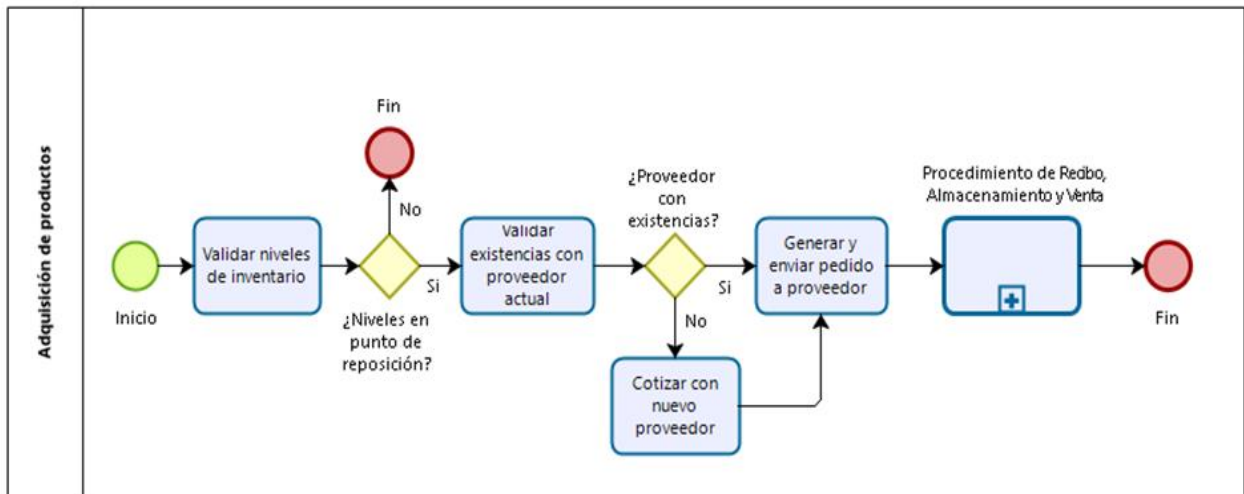 Adquisición de productos
Inicio
Validar niveles
de inventario
Fin
No
Si
¿Niveles en
punto de
reposición?
Validar
existencias con
proveedor
actual
¿Proveedor
con
existencias?
Si
No
Cotizar con
nuevo
proveedor
Generar y
enviar pedido
a proveedor
Procedimiento de Recibo,
Almacenamiento y Venta
Fin